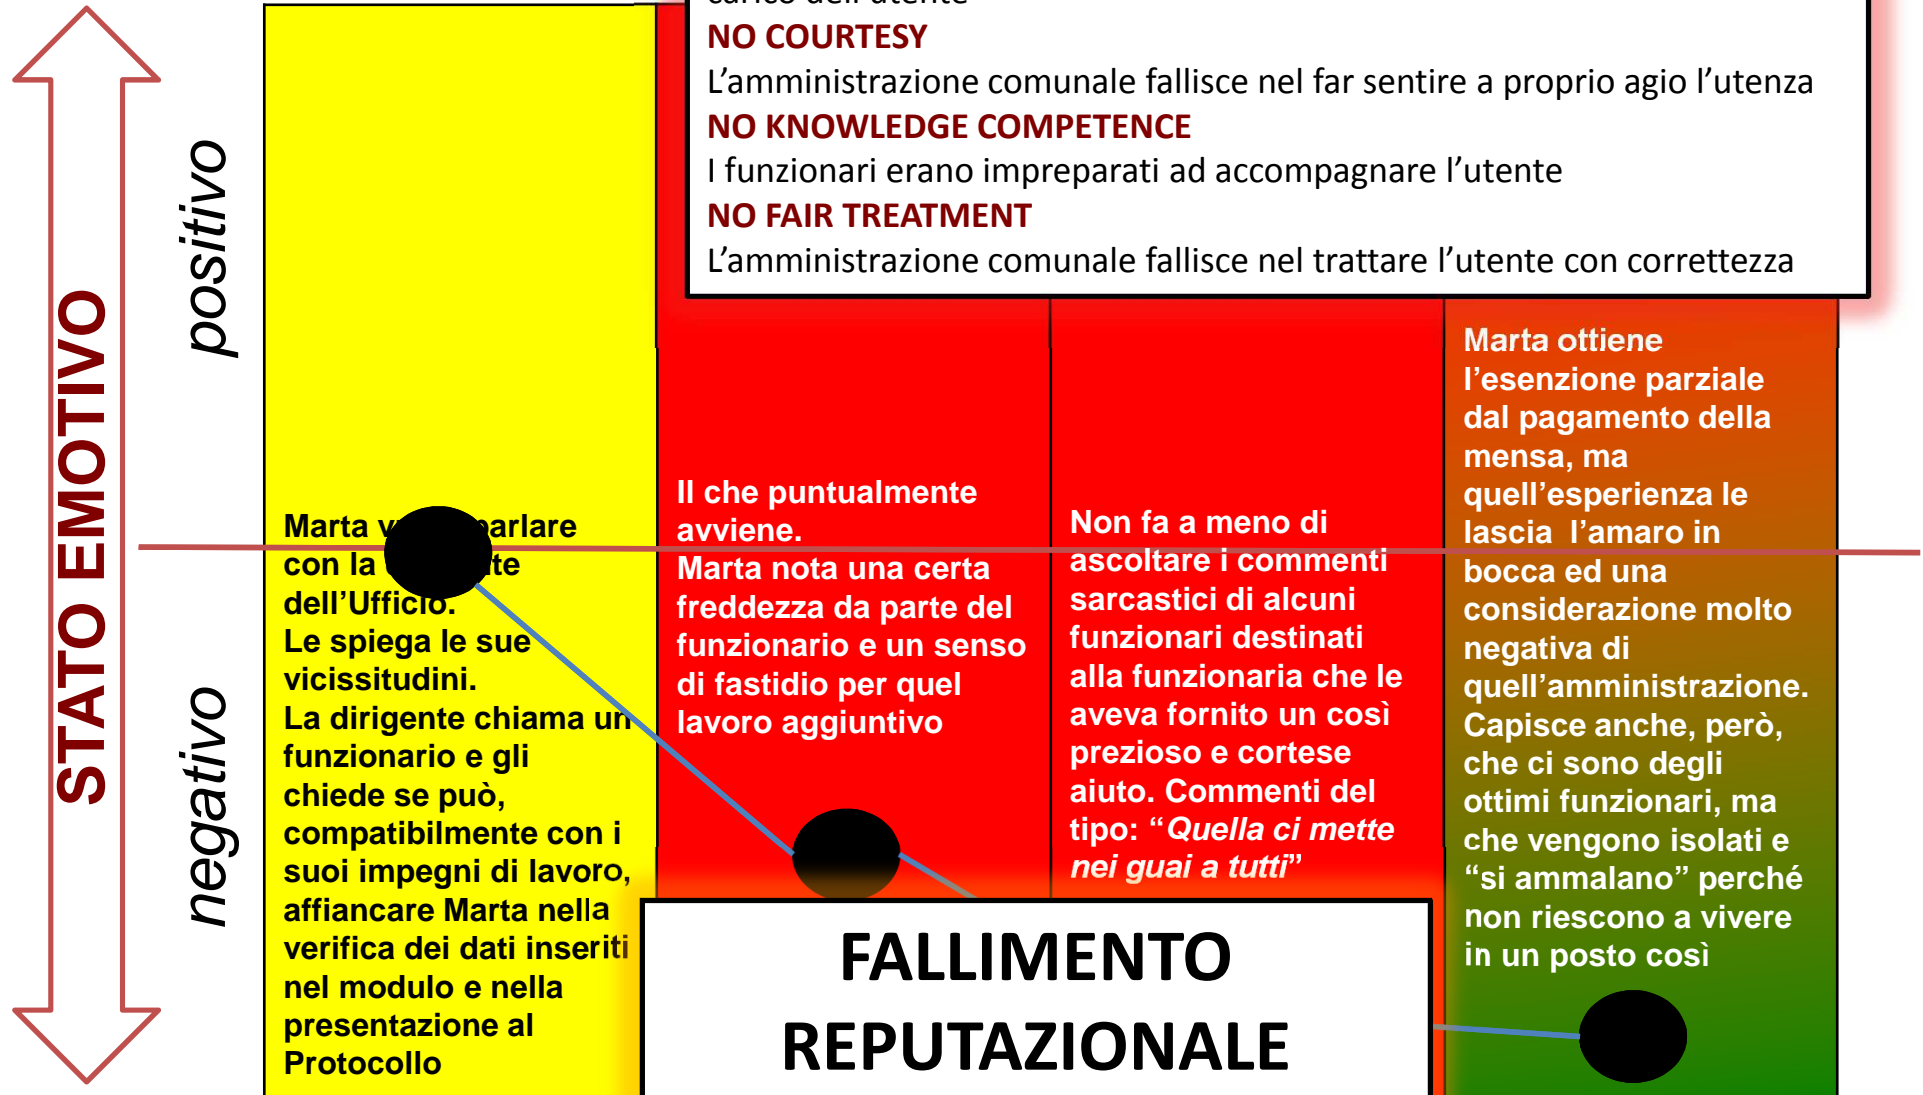 NO COURTESY
L’amministrazione comunale fallisce nel far sentire a proprio agio l’utenza
NO KNOWLEDGE COMPETENCE
I funzionari erano impreparati ad accompagnare l’utente
NO FAIR TREATMENT
L’amministrazione comunale fallisce nel trattare l’utente con correttezza
STATO EMOTIVO
positivo
negativo
Marta parlare
con la
dell’Ufficio.
Le spiega le sue
vicissitudini.
La dirigente chiama un
funzionario e gli
chiede se può,
compatibilmente con i
suoi impegni di lavoro,
affiancare Marta nella
verifica dei dati inseriti
nel modulo e nella
presentazione al
Protocollo
Il che puntualmente
avviene.
Marta nota una certa
freddezza da parte del
funzionario e un senso
di fastidio per quel
lavoro aggiuntivo
Non fa a meno di
ascoltare i commenti
sarcastici di alcuni
funzionari destinati
alla funzionaria che le
aveva fornito un così
prezioso e cortese
aiuto. Commenti del
tipo: “Quella ci mette
nei guai a tutti”
Marta ottiene
l’esenzione parziale
dal pagamento della
mensa, ma
quell’esperienza le
lascia l’amaro in
bocca ed una
considerazione molto
negativa di
quell’amministrazione.
Capisce anche, però,
che ci sono degli
ottimi funzionari, ma
che vengono isolati e
“si ammalano” perché
non riescono a vivere
in un posto così
FALLIMENTO
REPUTAZIONALE